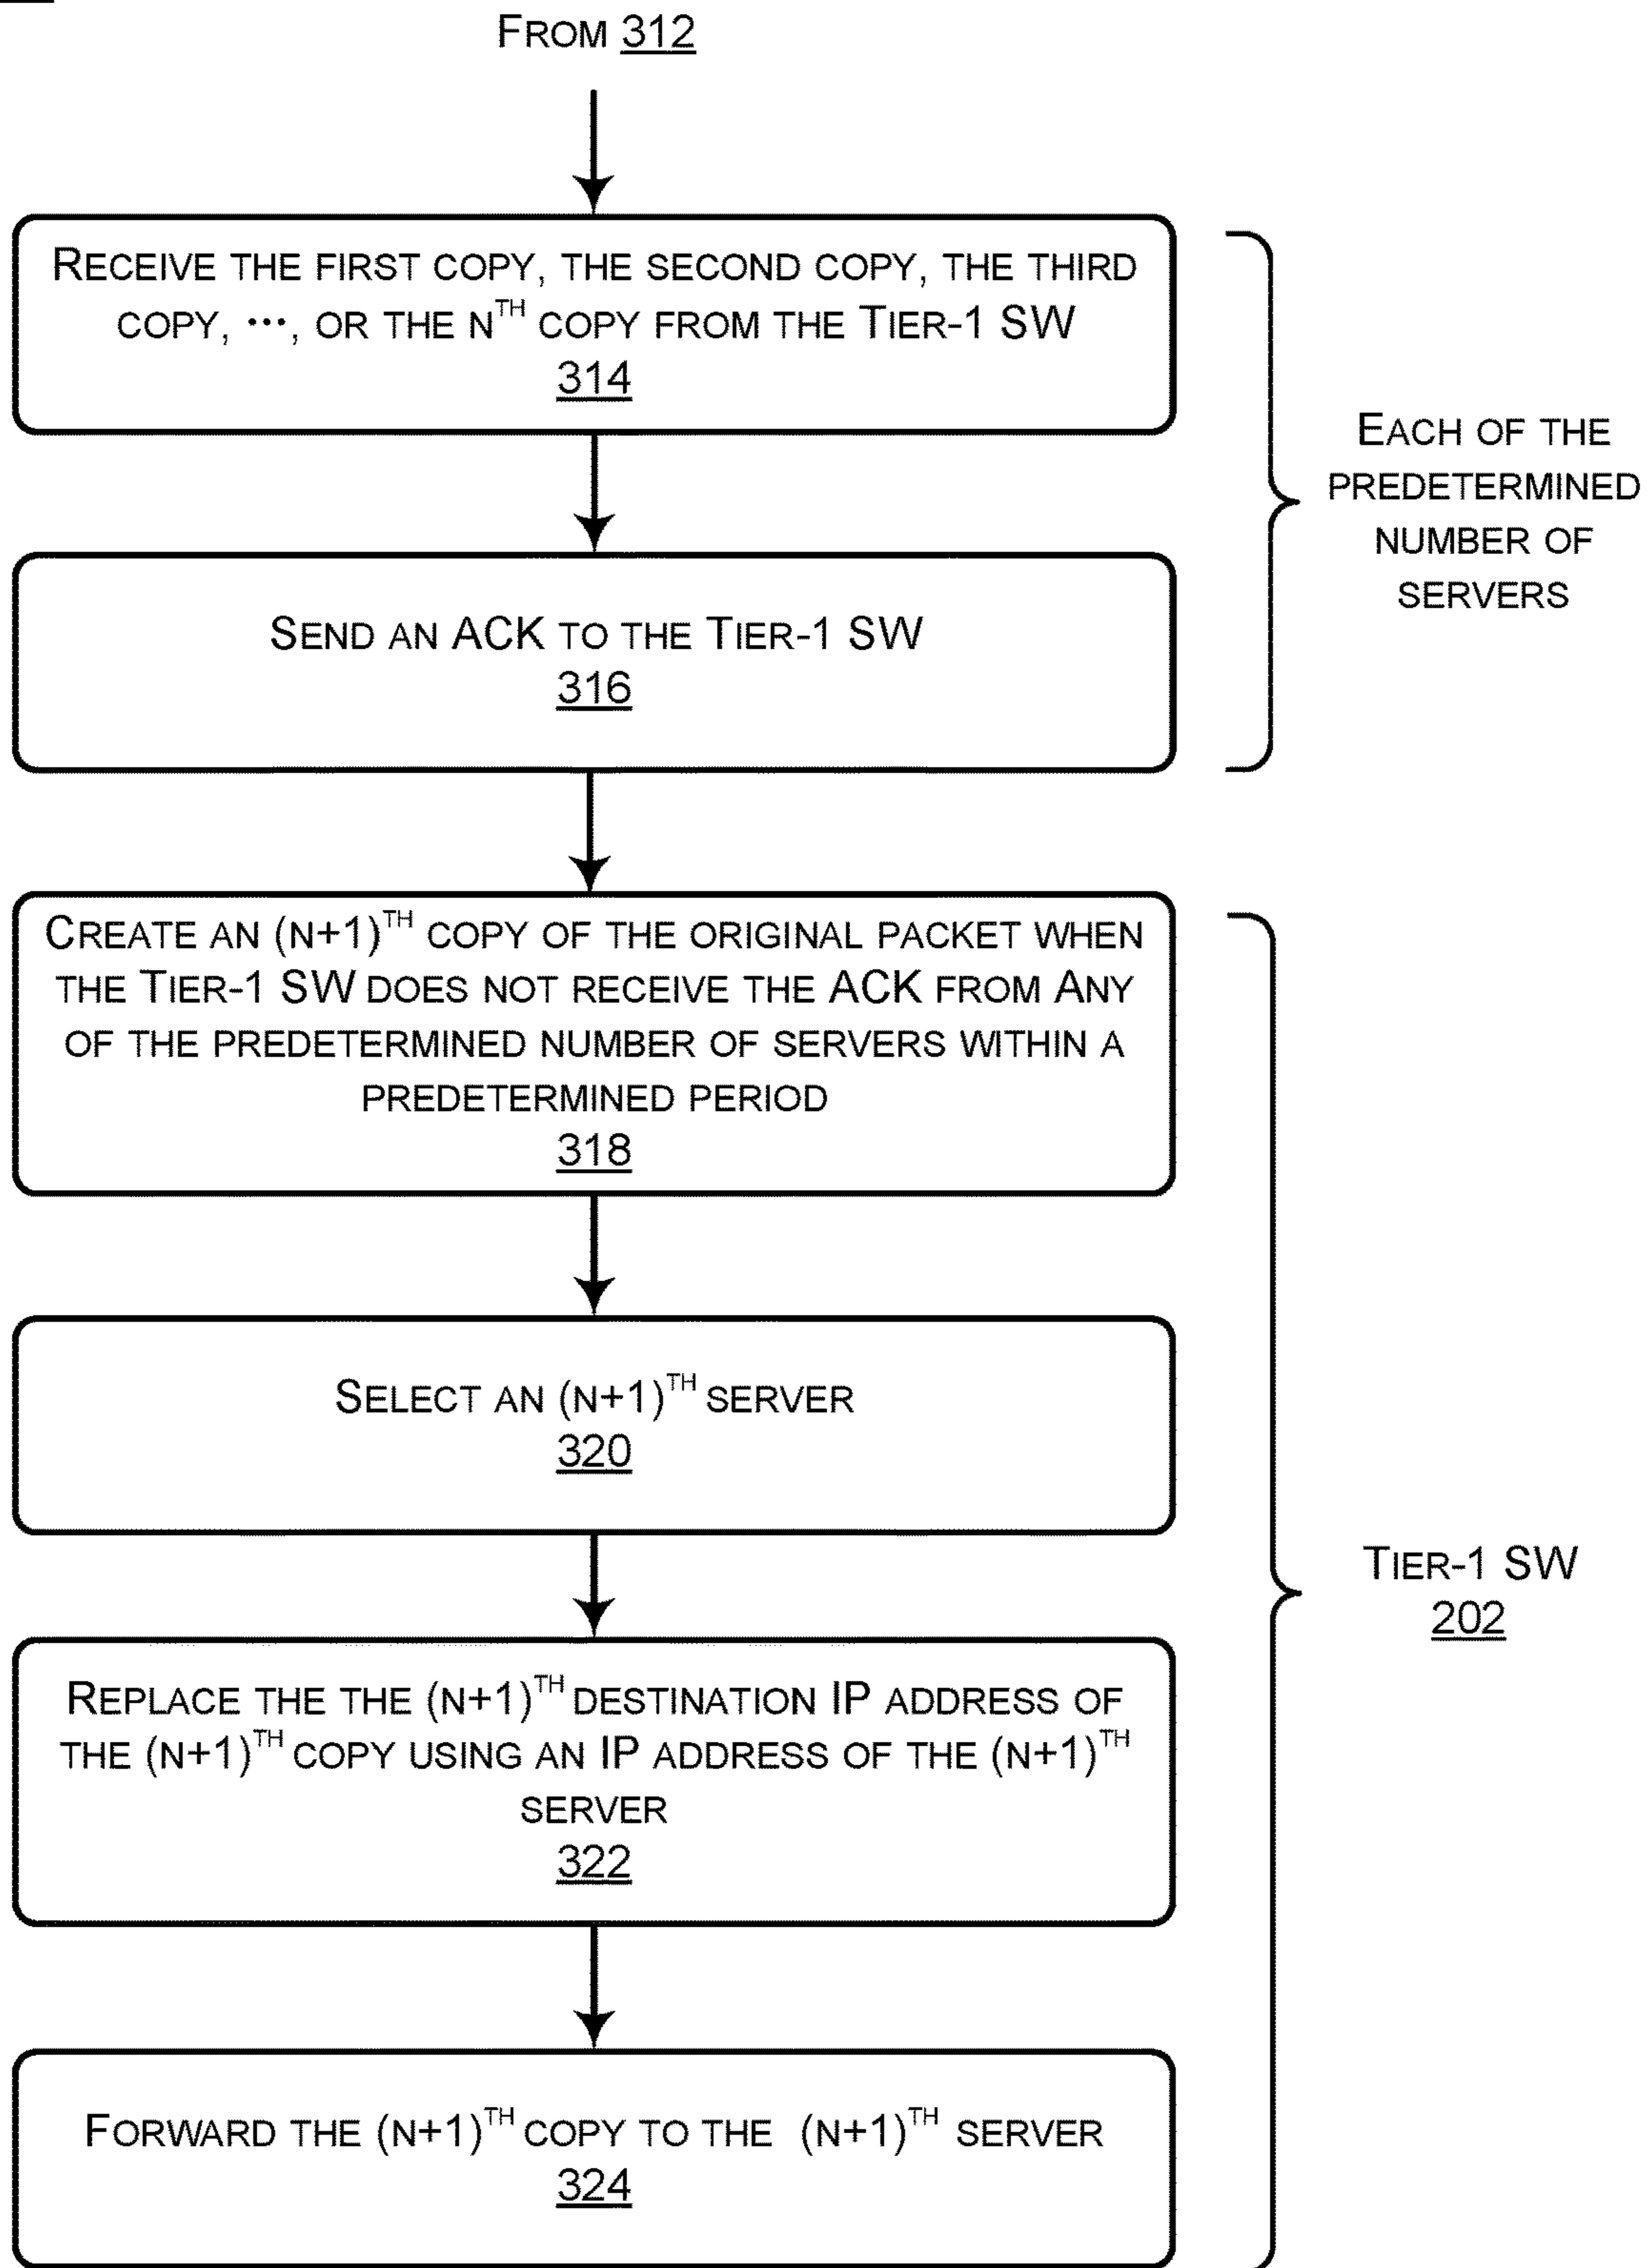 FROM 312
RECEIVE THE FIRST COPY, THE SECOND COPY, THE THIRD
COPY, ..., OR THE NTH COPY FROM THE TIER-1 SW
314
SEND AN ACK TO THE TIER-1 SW
316
EACH OF THE
PREDETERMINED
NUMBER OF
SERVERS
CREATE AN (N+1)TH COPY OF THE ORIGINAL PACKET WHEN
THE TIER-1 SW DOES NOT RECEIVE THE ACK FROM ANY
OF THE PREDETERMINED NUMBER OF SERVERS WITHIN A
PREDETERMINED PERIOD
318
SELECT AN (N+1)TH SERVER
320
REPLACE THE THE (N+1)TH DESTINATION IP ADDRESS OF
THE (N+1)TH COPY USING AN IP ADDRESS OF THE (N+1)TH
SERVER
322
FORWARD THE (N+1)TH COPY TO THE (N+1)TH SERVER
324
TIER-1 SW
202